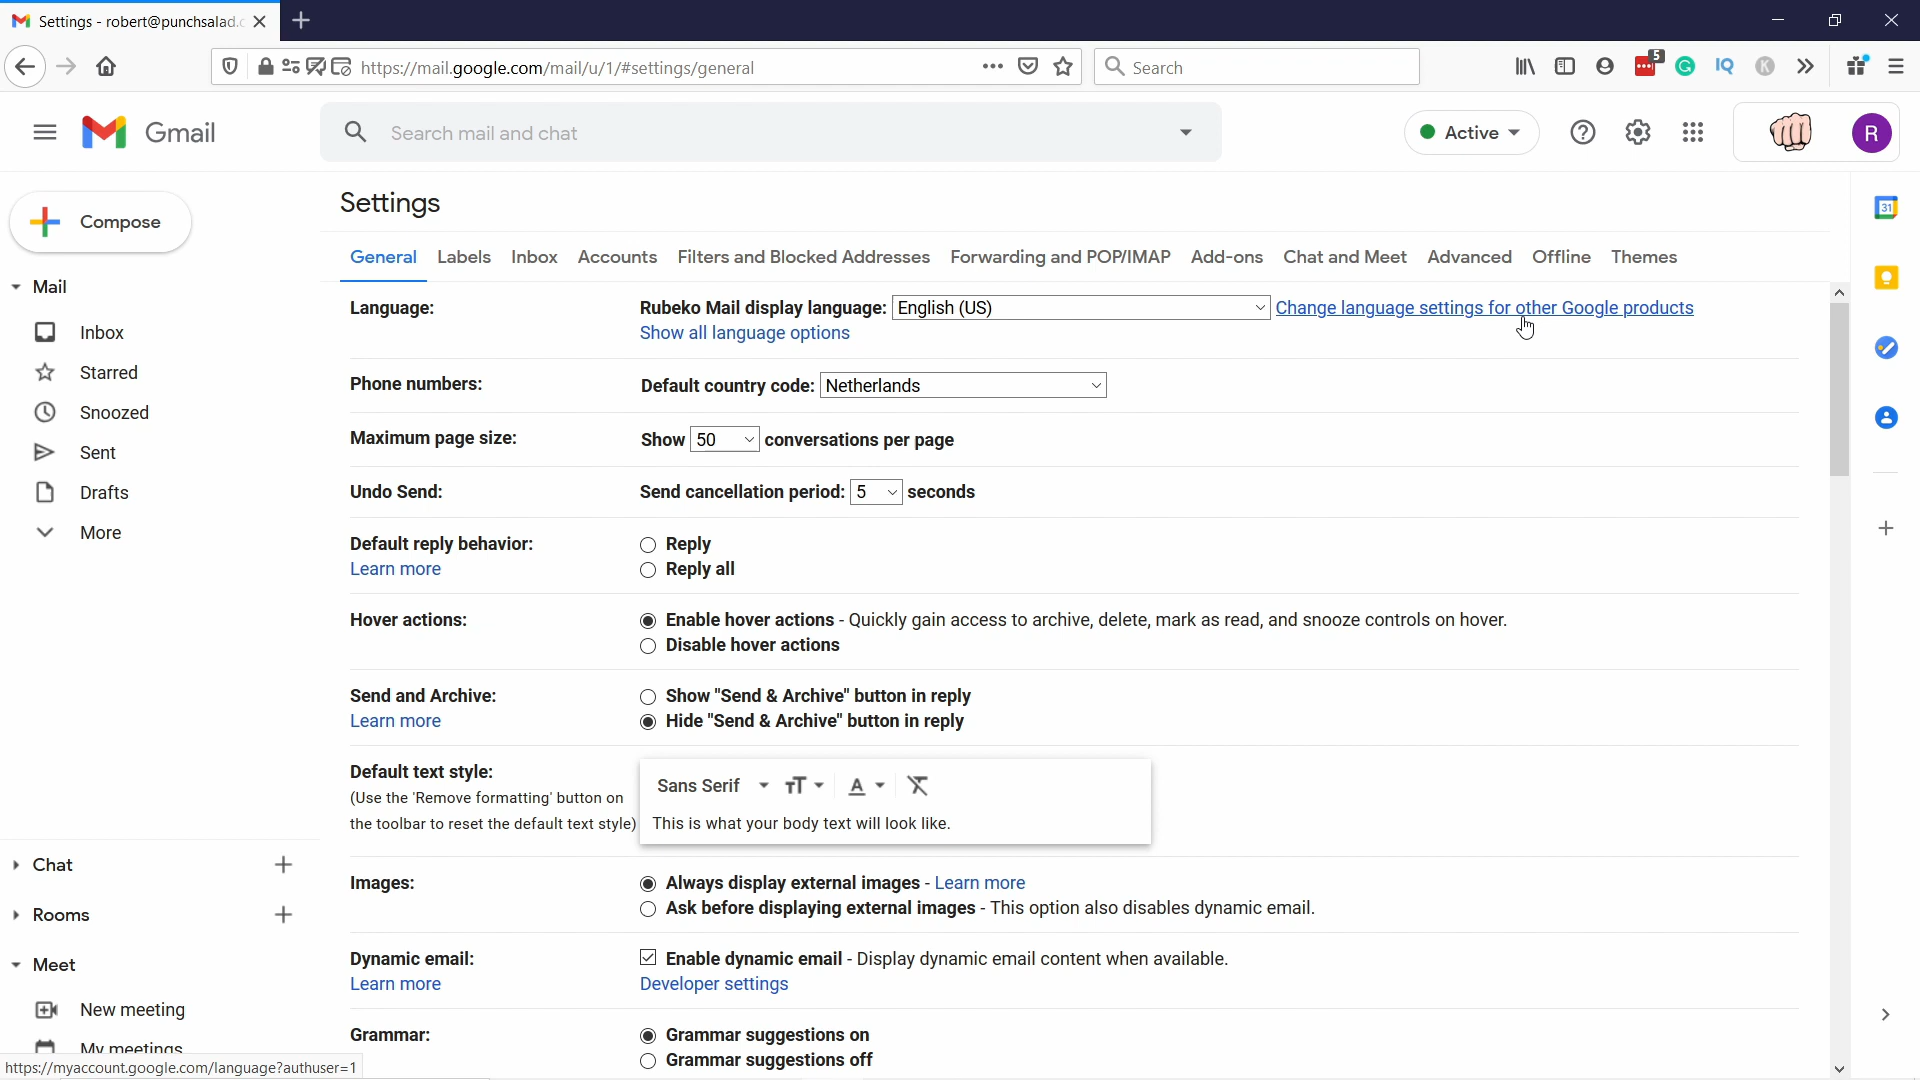 Settings - robert@punchsalad.
https://mail.google.com/mail/u/1/#settings/general
Search
5
Gmail
Search mail and chat
Active
R
Compose
Settings
General Labels Inbox Accounts Filters and Blocked Addresses Forwarding and POP/IMAP Add-ons Chat and Meet Advanced Offline Themes
31
Mail
Inbox
Starred
Snoozed
Sent
Drafts
More
Language: Rubeko Mail display language: English (US) Change language settings for other Google products
Show all language options
Phone numbers: Default country code: Netherlands
Maximum page size: Show 50 conversations per page
Undo Send: Send cancellation period: 5 seconds
Default reply behavior: Reply
Learn more Reply all
Hover actions: Enable hover actions - Quickly gain access to archive, delete, mark as read, and snooze controls on hover.
Disable hover actions
Send and Archive: Show "Send & Archive" button in reply
Learn more Hide "Send & Archive" button in reply
Default text style: Sans Serif
(Use the 'Remove formatting' button on
the toolbar to reset the default text style) This is what your body text will look like.
Images: Always display external images - Learn more
Ask before displaying external images - This option also disables dynamic email.
Dynamic email: Enable dynamic email - Display dynamic email content when available.
Learn more Developer settings
Grammar: Grammar suggestions on
Grammar suggestions off
Chat
Rooms
Meet
New meeting
My meetings
https://myaccount.google.com/language?authuser=1